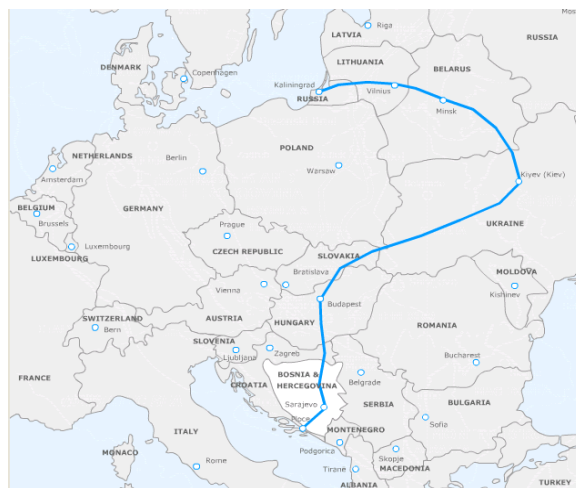 Mos
LATVIA
Riga
RUSSIA
DENMARK
LITHUANIA
Copenhagen
BELARUS
Kaliningrad
Vilnius
RUSSIA
Minsk
NETHERLANDS
POLAND
Berlin
Warsaw
Amsterdam
Kiyev (Kiev)
BELGIUM
GERMANY
Brussels
UKRAINE
Prague
Luxembourg
CZECH REPUBLIC
SLOVAKIA
LUXEMBOURG
Bratislava
MOLDOVA
Vienna
Kishinev
Budapest
SWITZERLAND
AUSTRIA
HUNGARY
Bern
ROMANIA
SLOVENIA
Ljubljana
Zagreb
Bucharest
BOSNIA &
HERCEGOVINA
Belgrade
FRANCE
CROATIA
Sarajevo
SERBIA
BULGARIA
Ploce
ITALY
MONTENEGRO
Sofia
MONACO
Podgorica
Skopje
Rome
Tiranë
MACEDONIA
ALBANIA
TURKEY